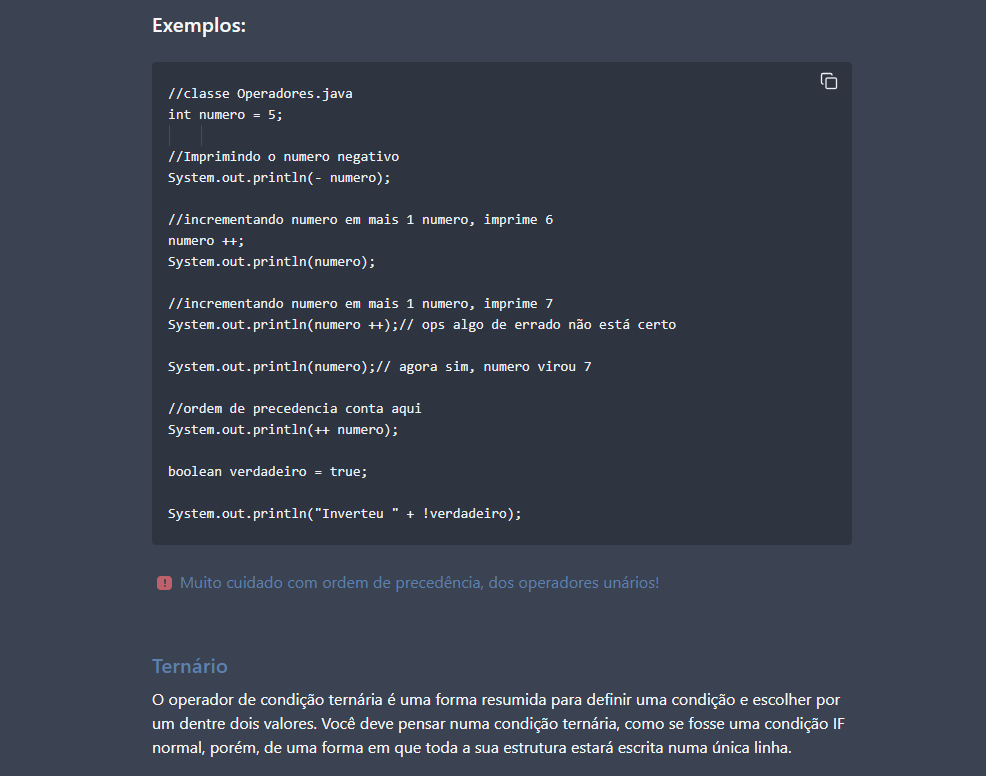 Exemplos:
//classe Operadores.java
int numero = 5;
//Imprimindo o numero negativo
System.out.println(- numero);
//incrementando numero em mais 1 numero, imprime 6
numero ++;
System.out.println(numero);
//incrementando numero em mais 1 numero, imprime 7
System.out.println(numero ++);// ops algo de errado não está certo
System.out.println(numero);// agora sim, numero virou 7
//ordem de precedencia conta aqui
System.out.println(++ numero);
boolean verdadeiro = true;
System.out.println("Inverteu " + !verdadeiro);
! Muito cuidado com ordem de precedência, dos operadores unários!
Ternário
O operador de condição ternária é uma forma resumida para definir uma condição e escolher por
um dentre dois valores. Você deve pensar numa condição ternária, como se fosse uma condição IF
normal, porém, de uma forma em que toda a sua estrutura estará escrita numa única linha.